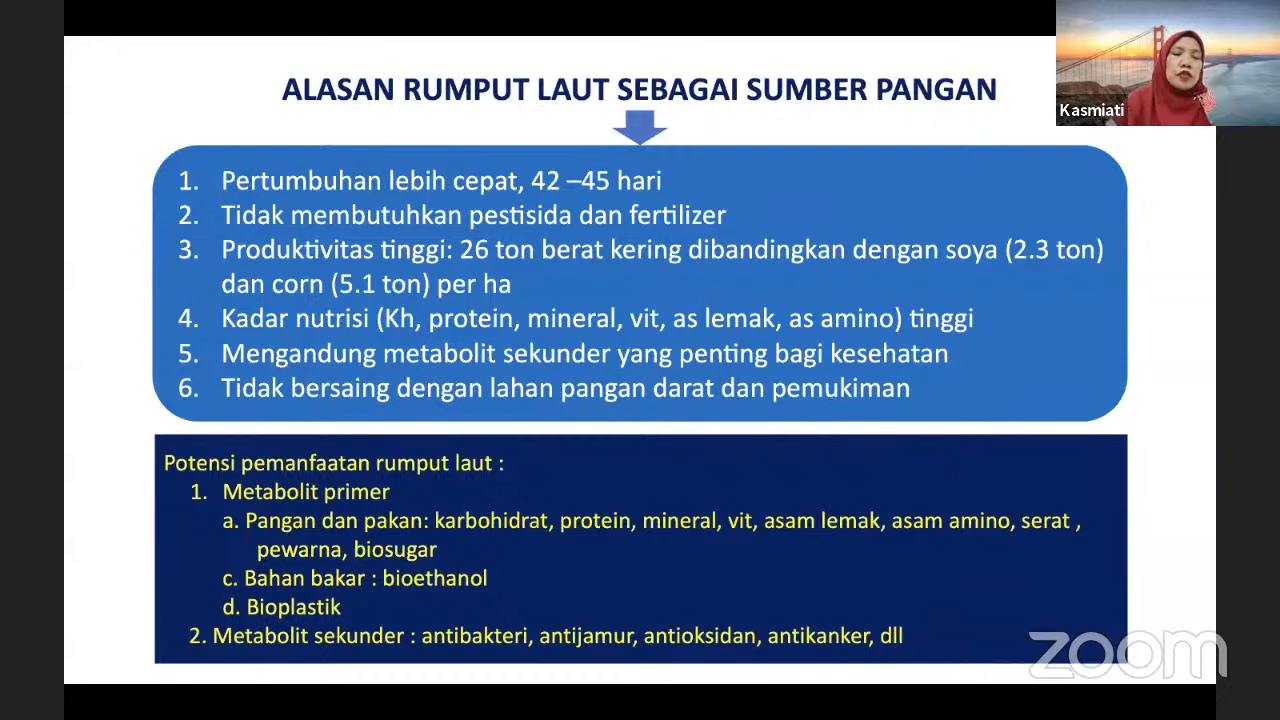 ALASAN RUMPUT LAUT SEBAGAI SUMBER PANGAN
Kasmiati
1. Pertumbuhan lebih cepat, 42 –45 hari
2. Tidak membutuhkan pestisida dan fertilizer
3. Produktivitas tinggi: 26 ton berat kering dibandingkan dengan soya (2.3 ton)
dan corn (5.1 ton) per ha
4. Kadar nutrisi (Kh, protein, mineral, vit, as lemak, as amino) tinggi
5. Mengandung metabolit sekunder yang penting bagi kesehatan
6. Tidak bersaing dengan lahan pangan darat dan pemukiman
Potensi pemanfaatan rumput laut :
1. Metabolit primer
a. Pangan dan pakan: karbohidrat, protein, mineral, vit, asam lemak, asam amino, serat ,
pewarna, biosugar
c. Bahan bakar : bioethanol
d. Bioplastik
2. Metabolit sekunder : antibakteri, antijamur, antioksidan, antikanker, dll
zoom